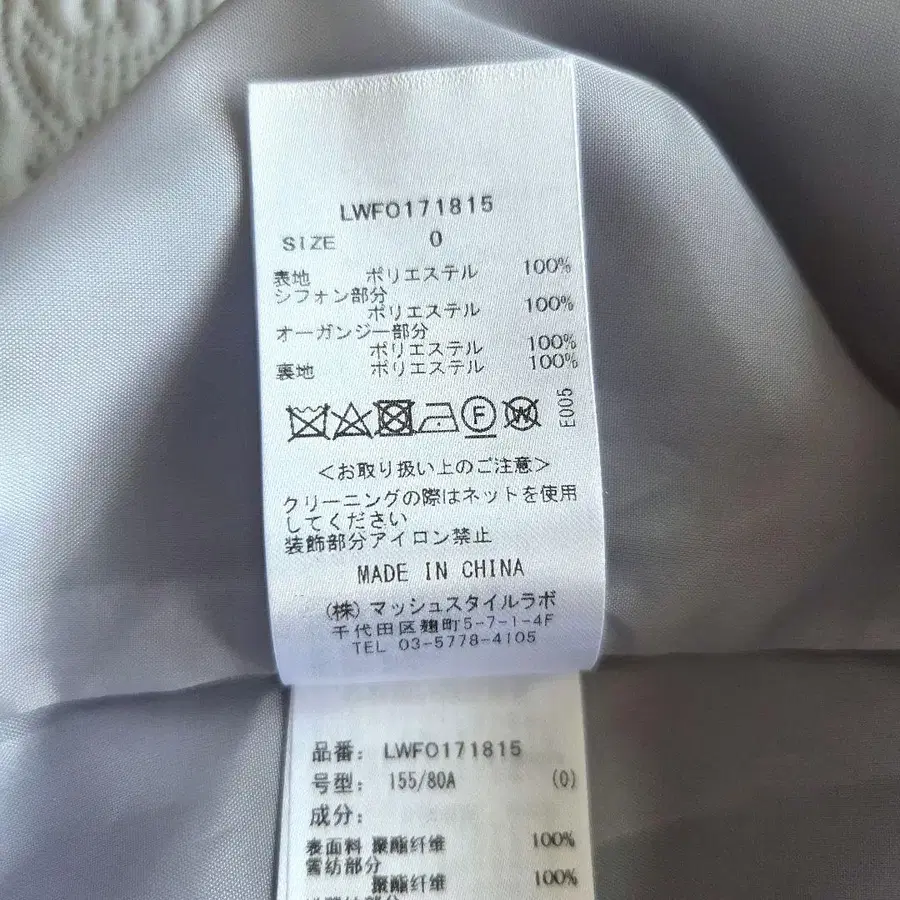 LWFO171815
SIZE 0
表地 ポリエステル 100%
シフォン部分
ポリエステル 100%
オーガンジー部分
ポリエステル 100%
裏地 ポリエステル 100%
F W
E005
<お取り扱い上のご注意>
クリーニングの際はネットを使用
してください
装飾部分アイロン禁止
MADE IN CHINA
(株)マッシュスタイルラボ
千代田区麹町5-7-1-4F
TEL 03-5778-4105
品番: LWFO171815
号型: 155/80A (0)
成分:
表面料 聚酯纤维 100%
雪纺部分
聚酯纤维 100%